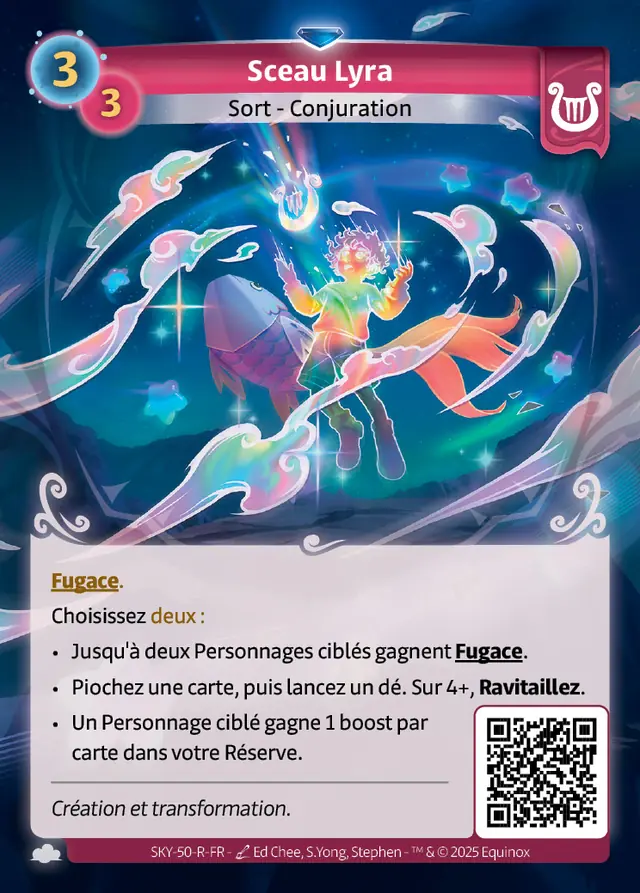 3
3
Sceau Lyra
Sort - Conjuration
Fugace.
Choisissez deux :
• Jusqu'à deux Personnages ciblés gagnent Fugace.
• Piochez une carte, puis lancez un dé. Sur 4+, Ravitaillez.
• Un Personnage ciblé gagne 1 boost par
carte dans votre Réserve.
Création et transformation.
SKY-50-R-FR - Ed Chee, S.Yong, Stephen - ™ & © 2025 Equinox